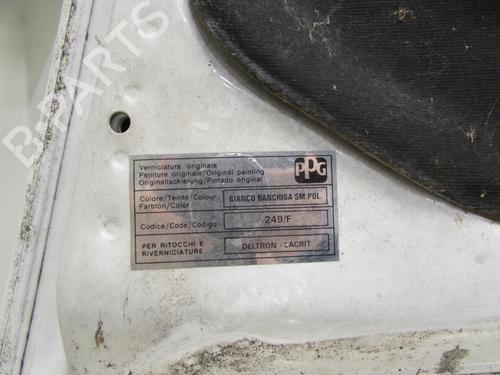 B-PARTS
Verniciatura originale
Peinture originale/Original painting
Originallackierung/Pintado original
PPG
Colore/Teinte/Colour
Farbton/Color
BIANCO BANCHISA SM.POL.
Codice/Code/Código
249/F
PER RITOCCHI E
RIVERNICIATURE
DELTRON - LACRIT